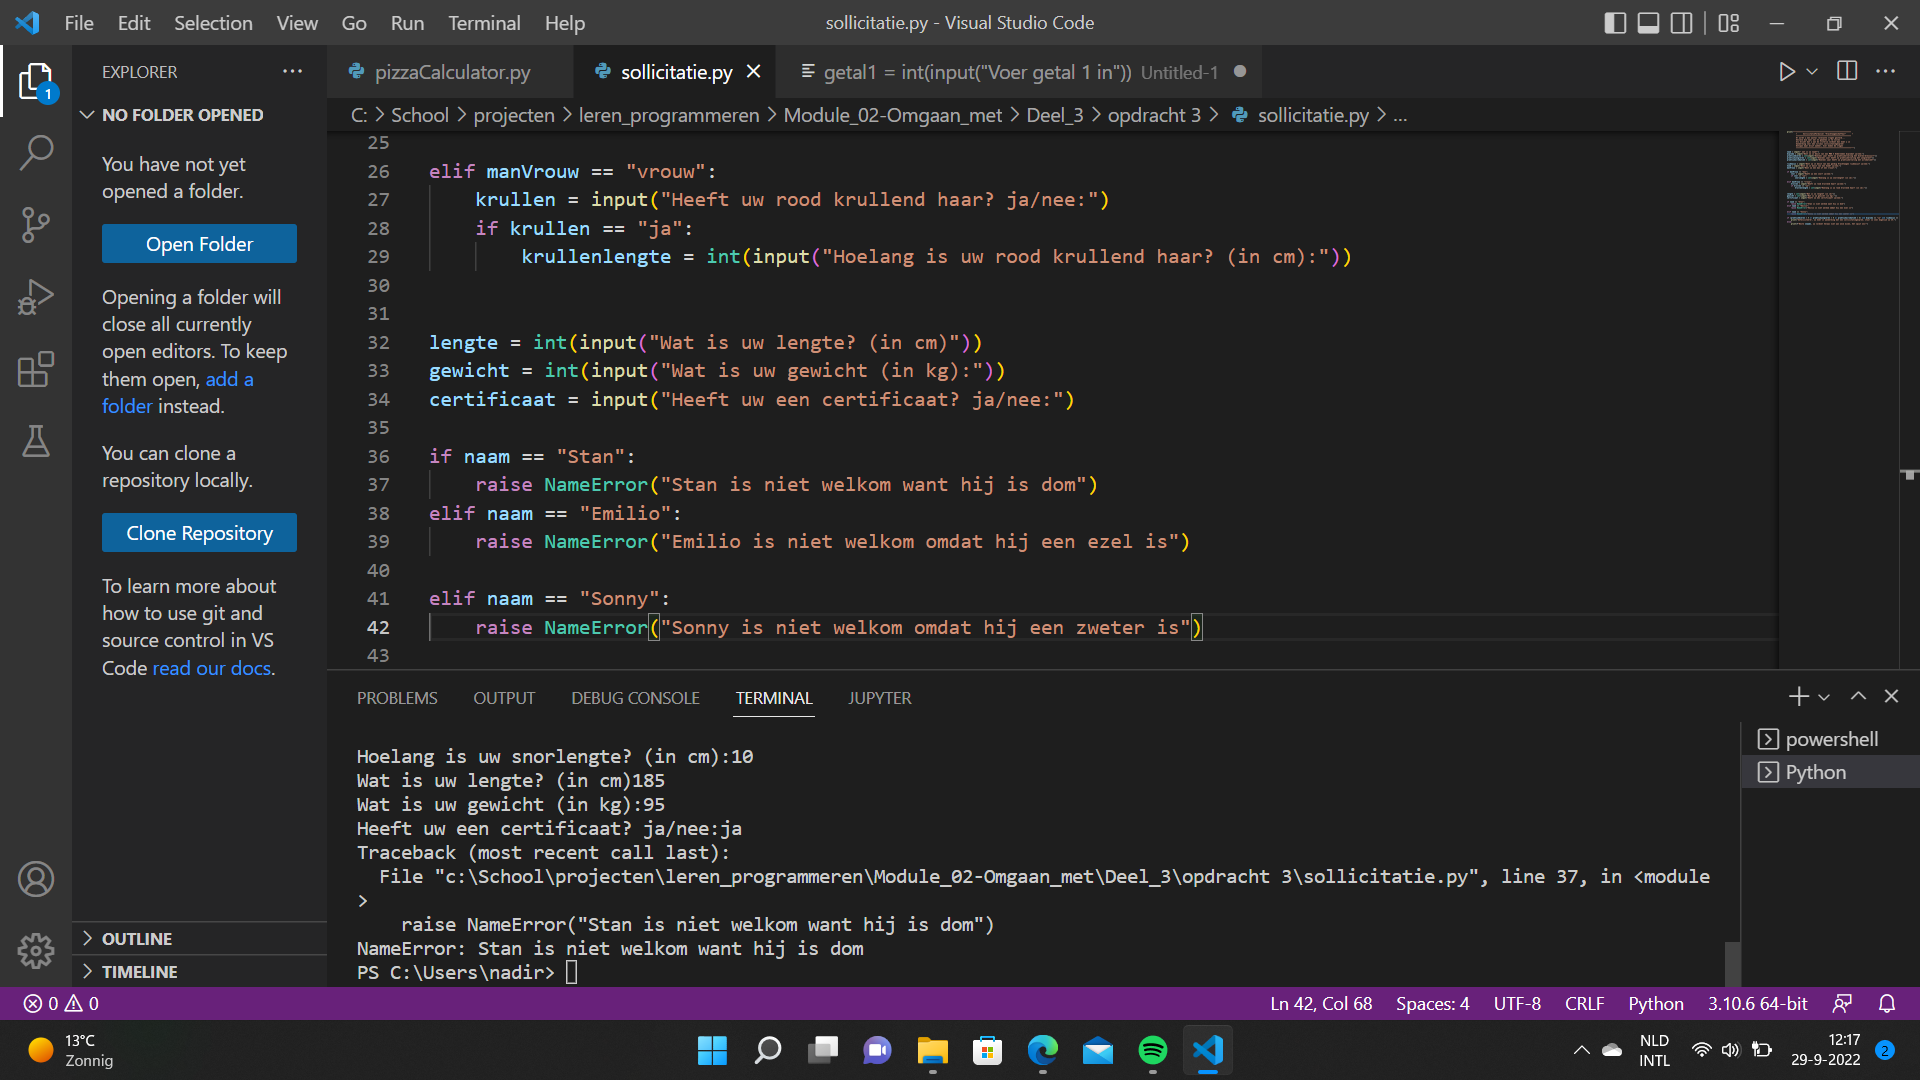 File Edit Selection View Go Run Terminal Help
sollicitatie.py - Visual Studio Code
EXPLORER
pizzaCalculator.py
sollicitatie.py
getal1 = int(input("Voer getal 1 in")) Untitled-1
1
NO FOLDER OPENED
C: > School > projecten > leren_programmeren > Module_02-Omgaan_met > Deel_3 > opdracht 3 > sollicitatie.py > ...
You have not yet
opened a folder.
Open Folder
Opening a folder will
close all currently
open editors. To keep
them open, add a
folder instead.
You can clone a
repository locally.
Clone Repository
To learn more about
how to use git and
source control in VS
Code read our docs.
OUTLINE
TIMELINE
25
26 elif manVrouw == "vrouw":
27     krullen = input("Heeft uw rood krullend haar? ja/nee:")
28     if krullen == "ja":
29         krullenlengte = int(input("Hoelang is uw rood krullend haar? (in cm):"))
30
31
32 lengte = int(input("Wat is uw lengte? (in cm)"))
33 gewicht = int(input("Wat is uw gewicht (in kg):"))
34 certificaat = input("Heeft uw een certificaat? ja/nee:")
35
36 if naam == "Stan":
37     raise NameError("Stan is niet welkom want hij is dom")
38 elif naam == "Emilio":
39     raise NameError("Emilio is niet welkom omdat hij een ezel is")
40
41 elif naam == "Sonny":
42     raise NameError("Sonny is niet welkom omdat hij een zweter is")
43
PROBLEMS OUTPUT DEBUG CONSOLE TERMINAL JUPYTER
Hoelang is uw snorlengte? (in cm):10
Wat is uw lengte? (in cm)185
Wat is uw gewicht (in kg):95
Heeft uw een certificaat? ja/nee:ja
Traceback (most recent call last):
  File "c:\School\projecten\leren_programmeren\Module_02-Omgaan_met\Deel_3\opdracht 3\sollicitatie.py", line 37, in <module
>
    raise NameError("Stan is niet welkom want hij is dom")
NameError: Stan is niet welkom want hij is dom
PS C:\Users\nadir>
powershell
Python
0 0
Ln 42, Col 68 Spaces: 4 UTF-8 CRLF Python 3.10.6 64-bit
13°C
Zonnig
NLD
INTL
12:17
29-9-2022
2